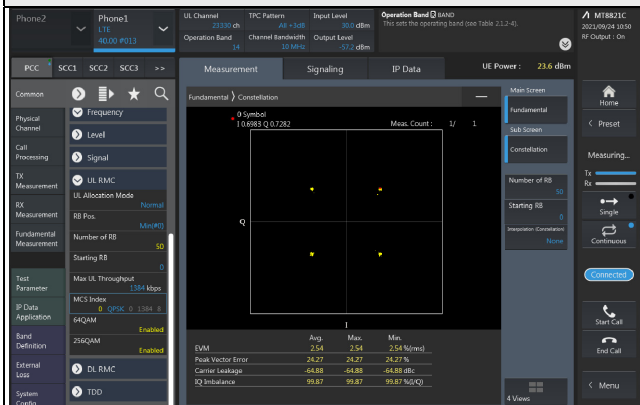 Phone2
Phone1
LTE
40.00 #013
UL Channel
23330 ch
TPC Pattern
All +3dB
Input Level
30.0 dBm
Operation Band
14
Channel Bandwidth
10 MHz
Output Level
-57.2 dBm
Operation Band BAND
This sets the operating band (see Table 2.1.2-4).
MT8821C
2021/09/24 10:50
RF Output : On
PCC
SCC1
SCC2
SCC3
>>
Measurement
Signaling
IP Data
UE Power : 23.6 dBm
Common
Physical
Channel
Call
Processing
TX
Measurement
RX
Measurement
Fundamental
Measurement
Test
Parameter
IP Data
Application
Band
Definition
External
Loss
System
Config
Frequency
Level
Signal
UL RMC
UL Allocation Mode
Normal
RB Pos.
Min(#0)
Number of RB
50
Starting RB
0
Max UL Throughput
1384 kbps
MCS Index
0 QPSK 0 1384 8
64QAM
Enabled
256QAM
Enabled
DL RMC
TDD
Fundamental > Constellation
0 Symbol
I 0.6983 Q 0.7282
Meas. Count : 1/ 1
Q
I
Avg. Max. Min.
EVM 2.54 2.54 2.54 %(rms)
Peak Vector Error 24.27 24.27 24.27 %
Carrier Leakage -64.88 -64.88 -64.88 dBc
IQ Imbalance 99.87 99.87 99.87 %(I/Q)
Main Screen
Fundamental
Sub Screen
Constellation
Number of RB
50
Starting RB
0
Interpolation (Constellation)
None
4 Views
Home
< Preset
Measuring...
Tx
Rx
Single
Continuous
Connected
Start Call
End Call
< Menu